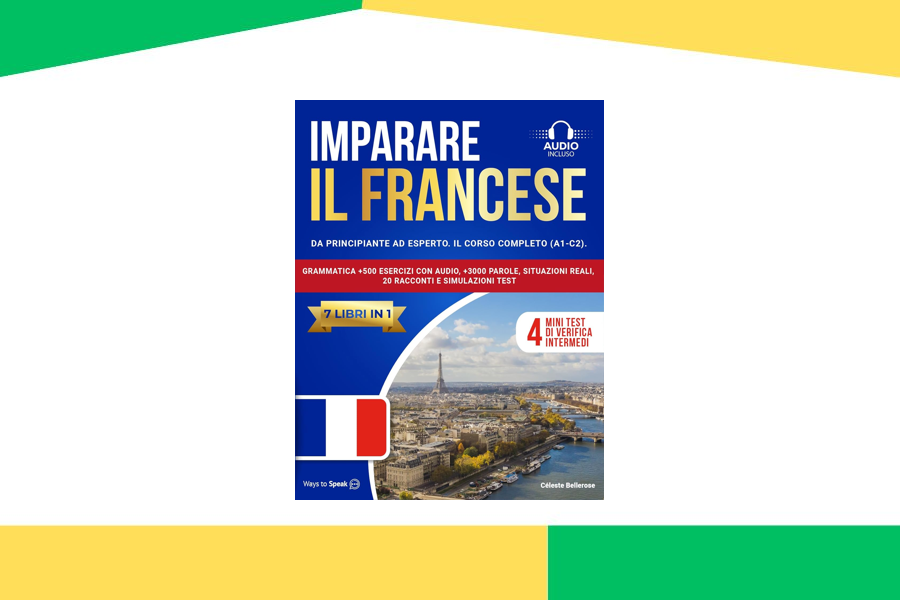 IMPARARE
IL FRANCESE
AUDIO
INCLUSO
DA PRINCIPIANTE AD ESPERTO. IL CORSO COMPLETO (A1-C2).
GRAMMATICA +500 ESERCIZI CON AUDIO, +3000 PAROLE, SITUAZIONI REALI,
20 RACCONTI E SIMULAZIONI TEST
7 LIBRI IN 1
4 MINI TEST
DI VERIFICA
INTERMEDI
Ways to Speak
Céleste Bellerose